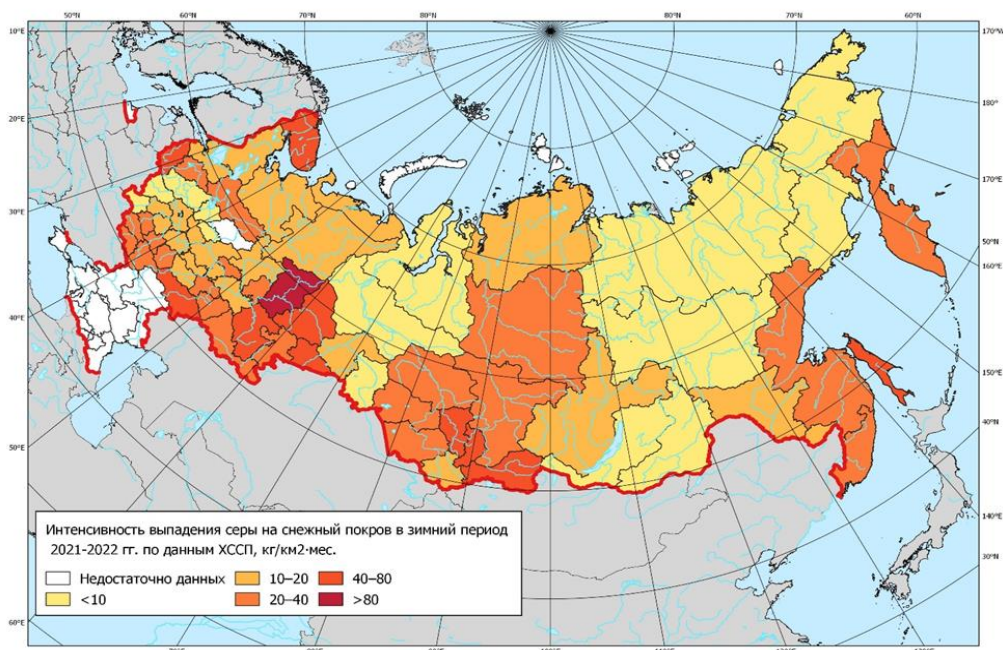 50°N 60°N 70°N 80°N 80°N 70°N 60°N
10°E 170°W
20°E 180°
30°E 170°E
50°N
160°E
40°E
150°E
50°E 40°N
140°E
30°N
60°E
Интенсивность выпадения серы на снежный покров в зимний период
2021-2022 гг. по данным ХССП, кг/км2·мес.
Недостаточно данных 10–20 40–80
<10 20–40 >80